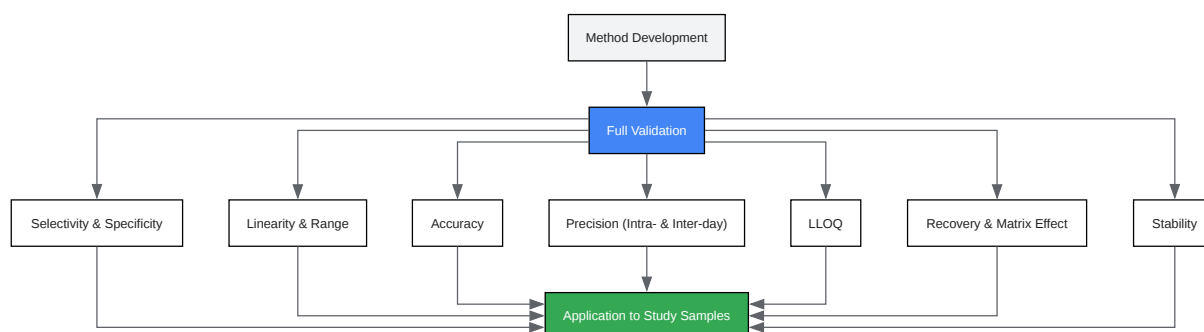 Method Development
Full Validation
Selectivity & Specificity
Linearity & Range
Accuracy
Precision (Intra- & Inter-day)
LLOQ
Recovery & Matrix Effect
Stability
Application to Study Samples